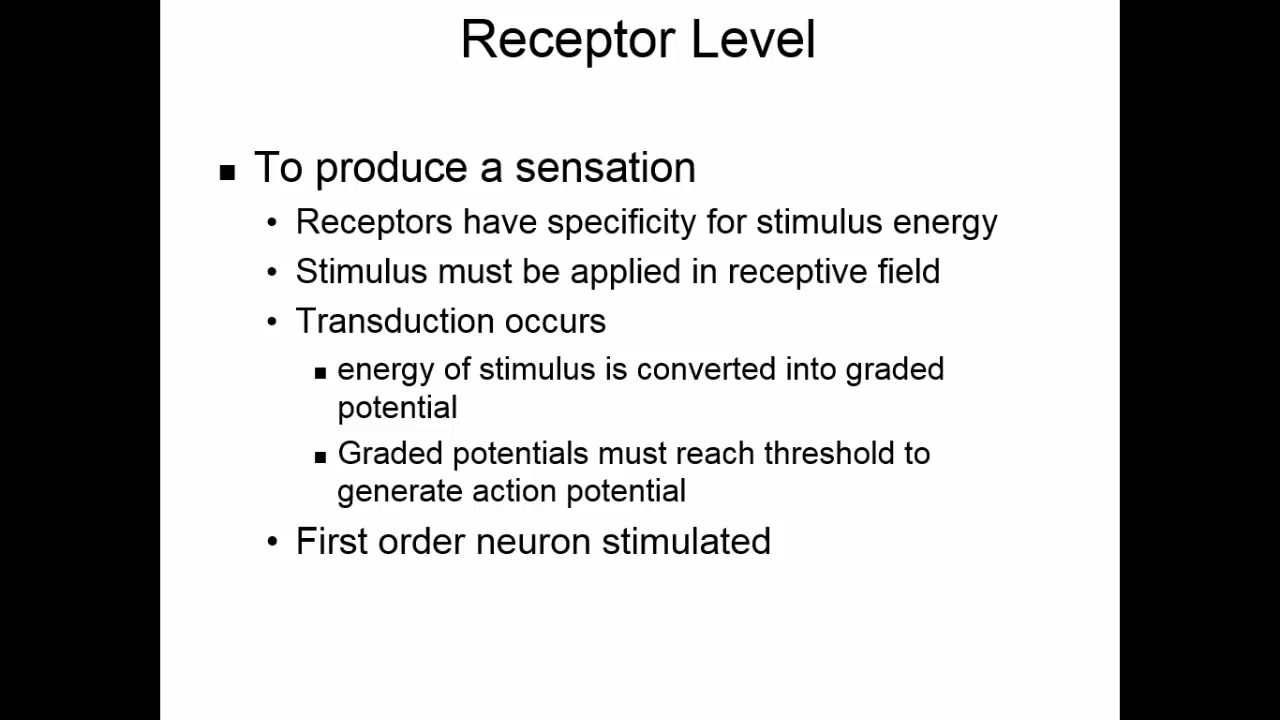 Receptor Level
▪ To produce a sensation
• Receptors have specificity for stimulus energy
• Stimulus must be applied in receptive field
• Transduction occurs
▪ energy of stimulus is converted into graded
potential
▪ Graded potentials must reach threshold to
generate action potential
• First order neuron stimulated